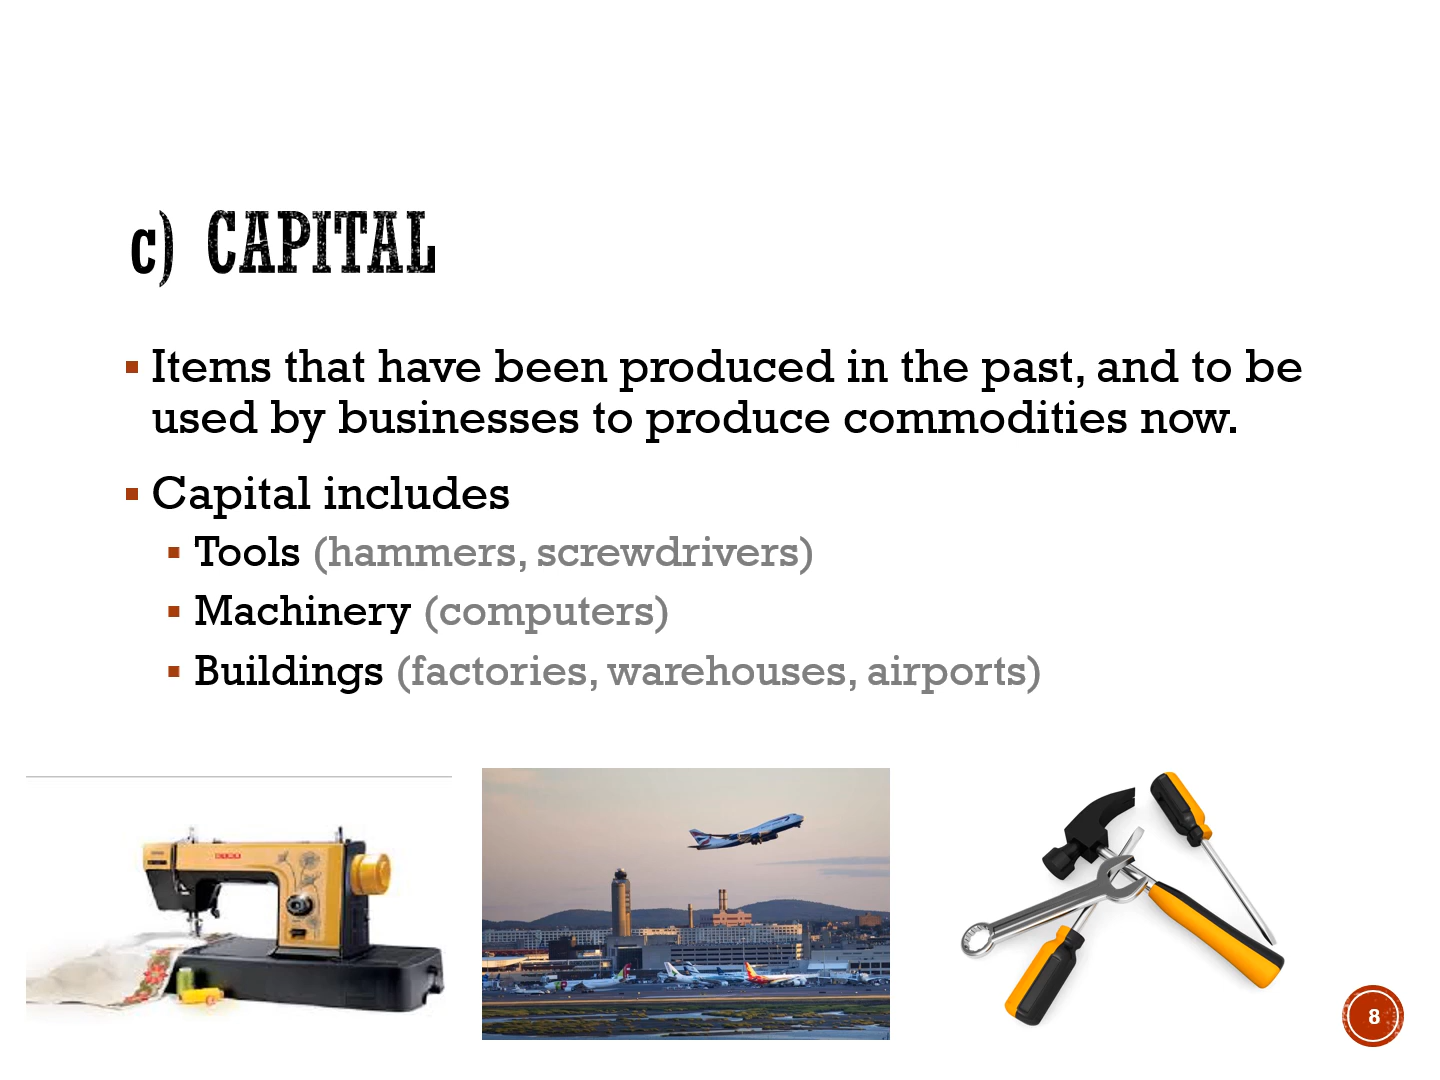 c) CAPITAL
Items that have been produced in the past, and to be
used by businesses to produce commodities now.
Capital includes
Tools (hammers, screwdrivers)
Machinery (computers)
Buildings (factories, warehouses, airports)
8